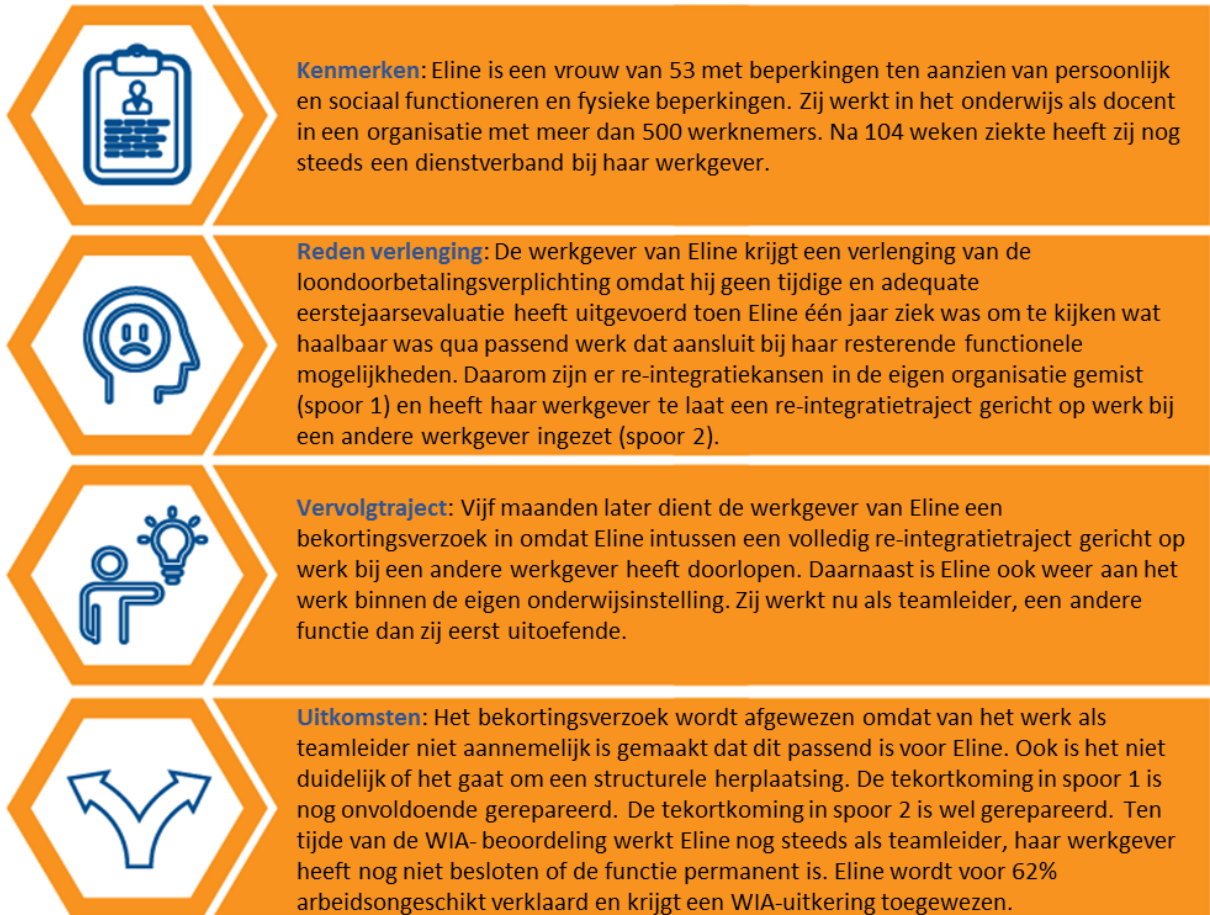 Kenmerken: Eline is een vrouw van 53 met beperkingen ten aanzien van persoonlijk
en sociaal functioneren en fysieke beperkingen. Zij werkt in het onderwijs als docent
in een organisatie met meer dan 500 werknemers. Na 104 weken ziekte heeft zij nog
steeds een dienstverband bij haar werkgever.
Reden verlenging: De werkgever van Eline krijgt een verlenging van de
loondoorbetalingsverplichting omdat hij geen tijdige en adequate
eerstejaarsevaluatie heeft uitgevoerd toen Eline één jaar ziek was om te kijken wat
haalbaar was qua passend werk dat aansluit bij haar resterende functionele
mogelijkheden. Daarom zijn er re-integratiekansen in de eigen organisatie gemist
(spoor 1) en heeft haar werkgever te laat een re-integratietraject gericht op werk bij
een andere werkgever ingezet (spoor 2).
Vervolgtraject: Vijf maanden later dient de werkgever van Eline een
bekortingsverzoek in omdat Eline intussen een volledig re-integratietraject gericht op
werk bij een andere werkgever heeft doorlopen. Daarnaast is Eline ook weer aan het
werk binnen de eigen onderwijsinstelling. Zij werkt nu als teamleider, een andere
functie dan zij eerst uitoefende.
Uitkomsten: Het bekortingsverzoek wordt afgewezen omdat van het werk als
teamleider niet aannemelijk is gemaakt dat dit passend is voor Eline. Ook is het niet
duidelijk of het gaat om een structurele herplaatsing. De tekortkoming in spoor 1 is
nog onvoldoende gerepareerd. De tekortkoming in spoor 2 is wel gerepareerd. Ten
tijde van de WIA- beoordeling werkt Eline nog steeds als teamleider, haar werkgever
heeft nog niet besloten of de functie permanent is. Eline wordt voor 62%
arbeidsongeschikt verklaard en krijgt een WIA-uitkering toegewezen.